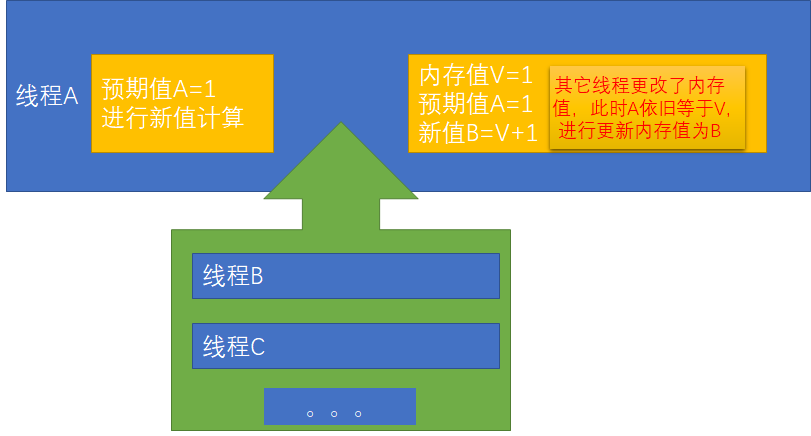 线程A
预期值A=1
进行新值计算
内存值V=1
预期值A=1
新值B=V+1
其它线程更改了内存
值，此时A依旧等于V，
进行更新内存值为B
线程B
线程C
。。。